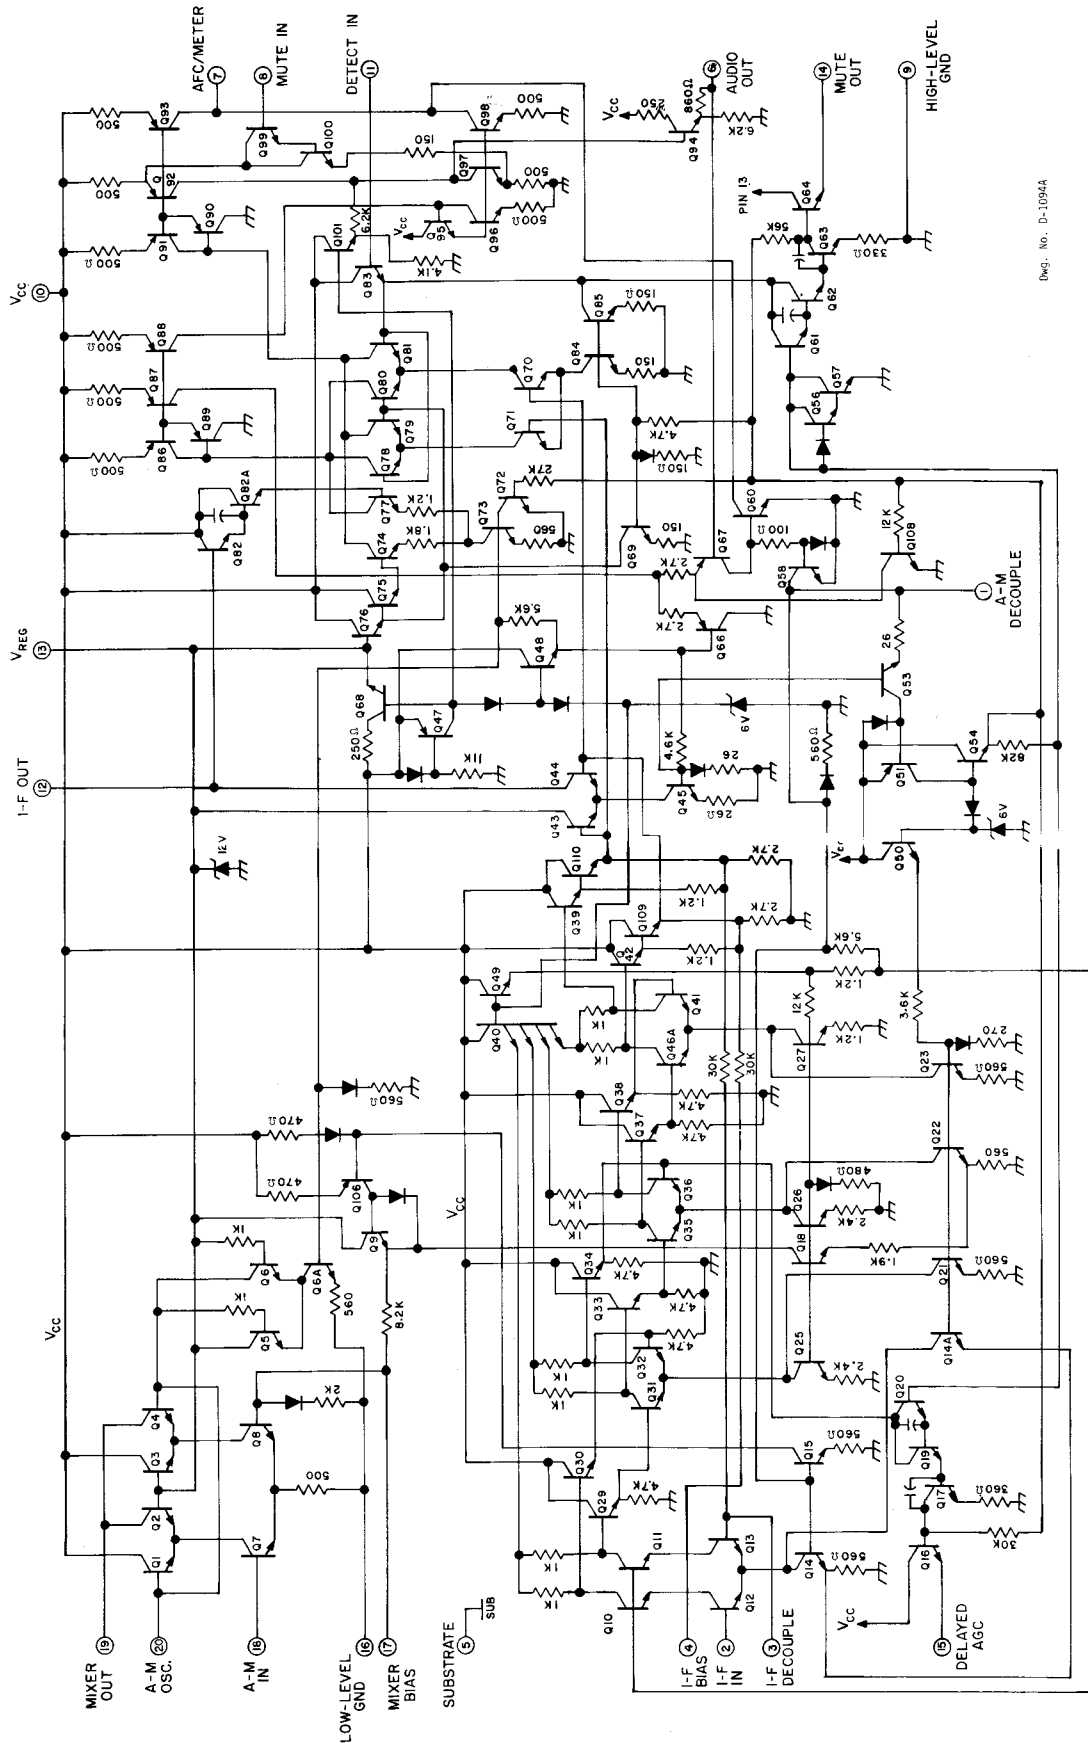 MIXER OUT
19
A-M OSC.
20
A-M IN
18
LOW-LEVEL GND
16
MIXER BIAS
17
SUBSTRATE
5
SUB
I-F BIAS
4
I-F IN
2
I-F DECOUPLE
3
DELAYED AGC
15
I-F OUT
12
VREG
13
VCC
10
AFC/METER
7
MUTE IN
8
DETECT IN
11
AUDIO OUT
6
MUTE OUT
14
HIGH-LEVEL GND
9
A-M DECOUPLE
1
PIN 13
VCC
VCC
VCC
VCC
VCC
Q1
Q2
Q3
Q4
Q5
Q6
1K
1K
Q6A
560
Q7
Q8
2K
500
8.2K
Q9
Q106
470Ω
470Ω
560Ω
12V
Q10
Q11
Q12
Q13
Q14
560Ω
Q15
560Ω
Q16
Q17
360Ω
30K
Q19
Q20
Q14A
Q21
560Ω
Q18
1.9K
Q22
560
Q23
560Ω
270
Q25
2.4K
Q26
2.4K
480Ω
Q27
1.2K
12K
1.2K
5.6K
3.6K
1K
1K
Q29
Q30
4.7K
Q31
Q32
1K
1K
Q33
Q34
4.7K
4.7K
4.7K
Q35
Q36
1K
1K
Q37
Q38
4.7K
4.7K
30K
30K
Q40
Q49
1K
1K
Q46A
Q41
Q42
Q109
1.2K
2.7K
Q39
Q110
1.2K
2.7K
Q43
Q44
Q45
26Ω
26
4.6K
Q47
11K
Q48
5.6K
250Ω
Q68
6V
560Ω
Q50
Q51
Q53
26
Q54
82K
6V
Q66
2.7K
2.7K
Q67
Q69
150
150Ω
4.7K
Q58
100Ω
Q60
Q108
12K
Q56
Q57
Q61
Q62
Q63
56K
330Ω
Q64
Q70
Q71
Q72
27K
Q73
560
1.8K
1.2K
Q74
Q75
Q76
Q77
Q78
Q79
Q80
Q81
Q82
Q82A
Q83
Q84
150
Q85
150Ω
Q101
4.1K
6.2K
Q86
500Ω
Q87
500Ω
Q88
500Ω
Q89
Q90
Q91
500Ω
Q92
500
Q93
500
Q94
250
860Ω
6.2K
Q95
Q96
500Ω
Q97
500
Q98
500
Q99
Q100
150
Dwg. No. D-1094A